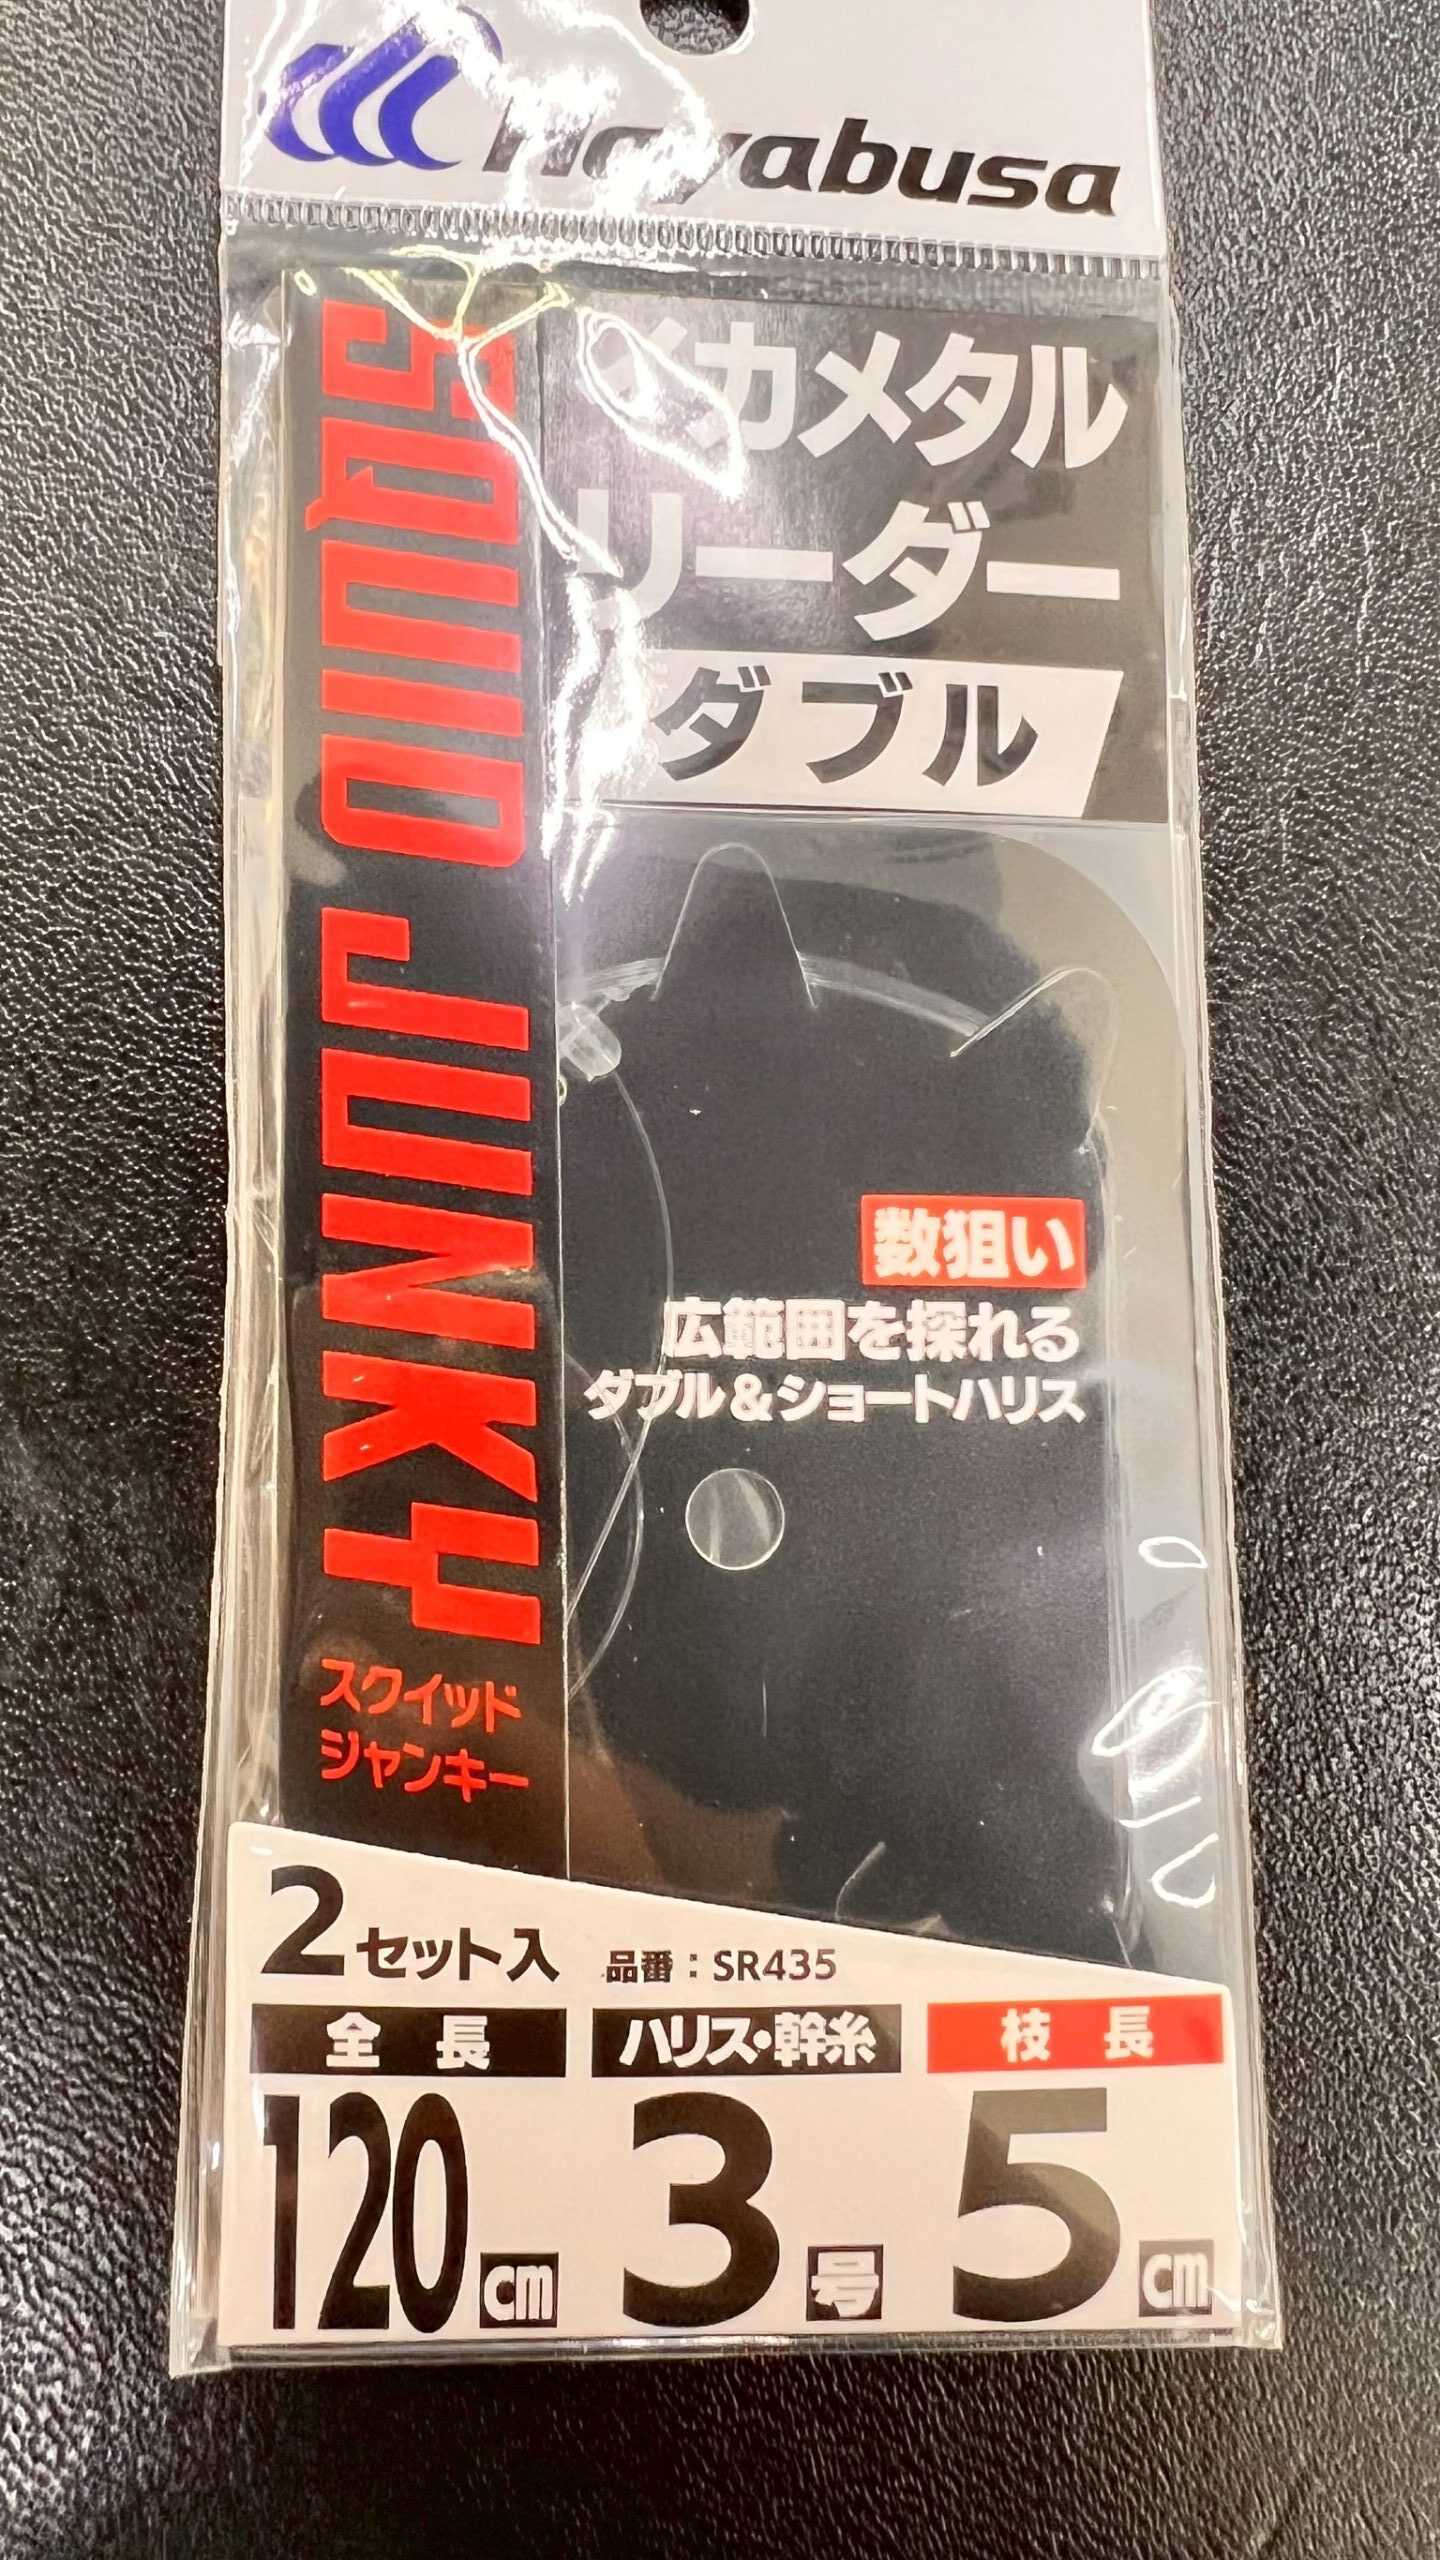 Hayabusa
SQUID JUNKY
スクイッド
ジャンキー
イカメタル
リーダー
ダブル
数狙い
広範囲を探れる
ダブル&ショートハリス
2セット入
品番：SR435
全長
120cm
ハリス・幹糸
3号
枝長
5cm